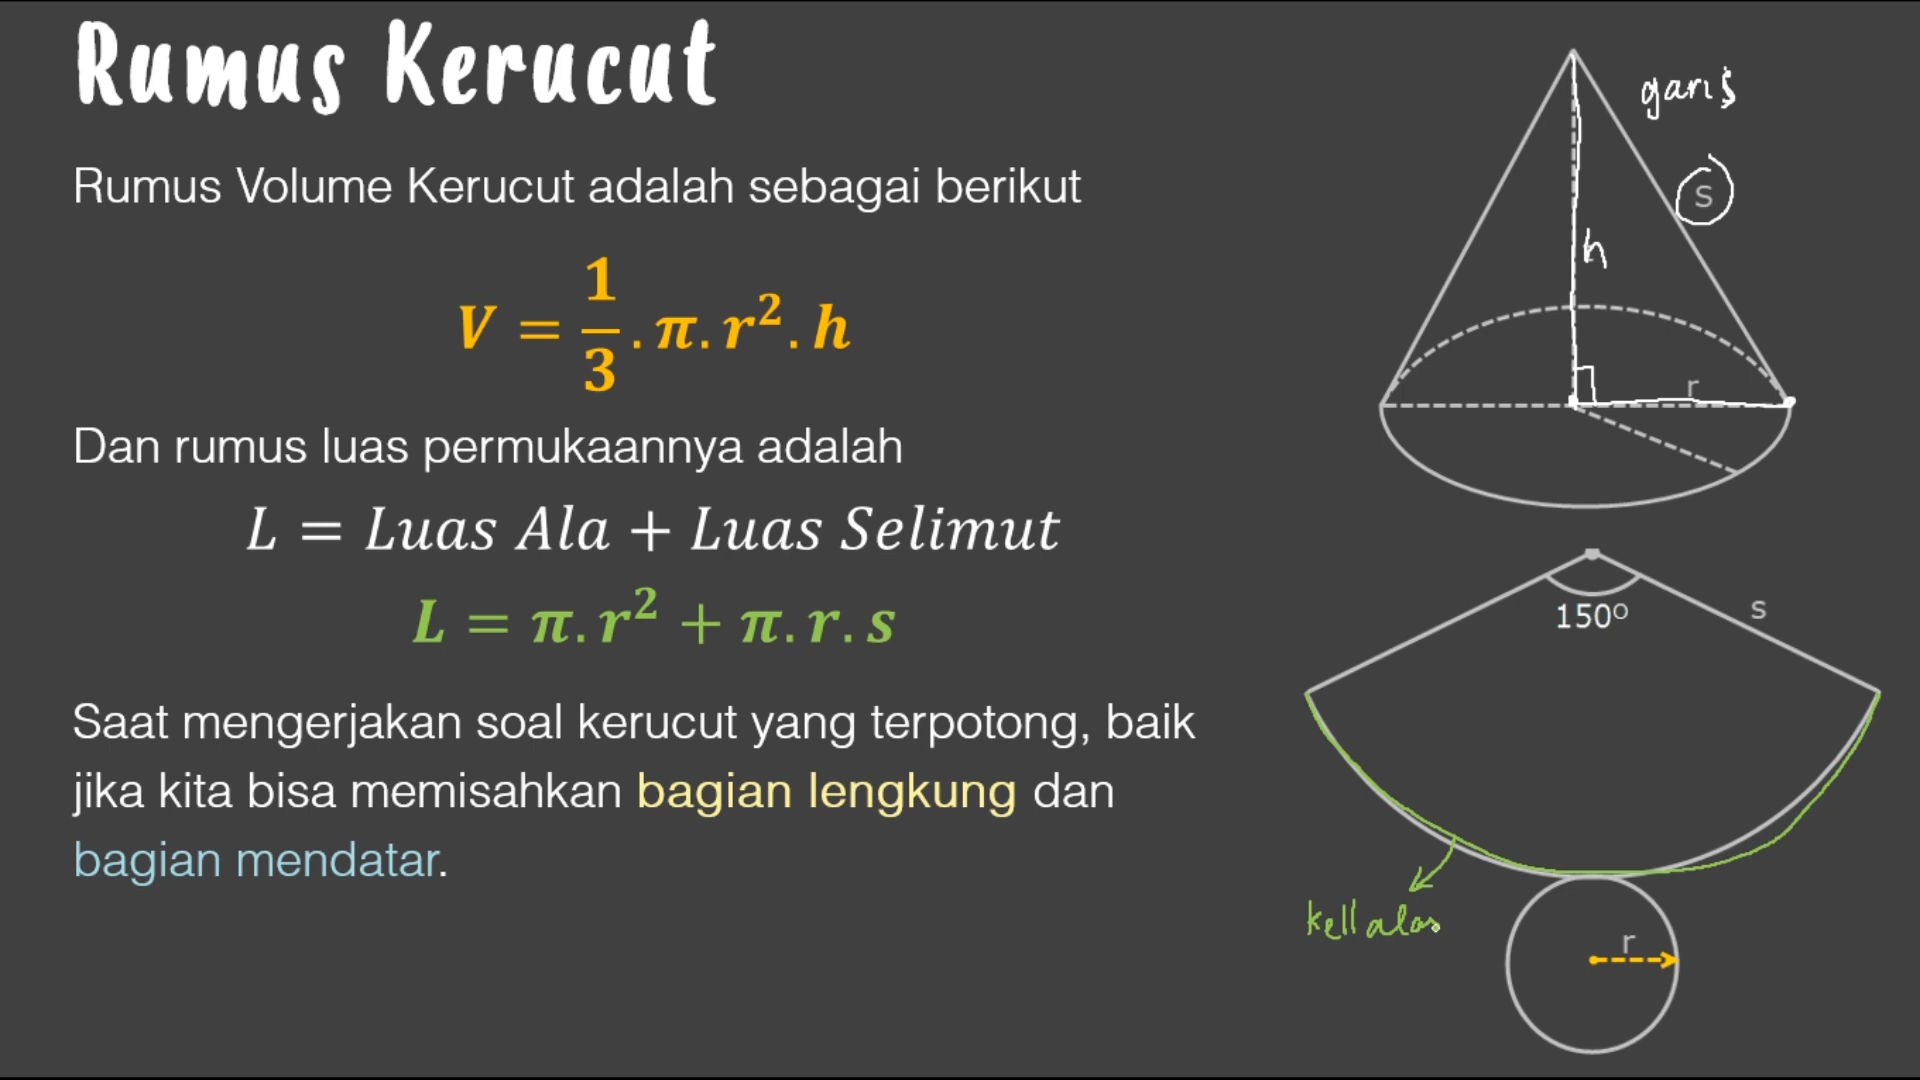 Rumus Kerucut
Rumus Volume Kerucut adalah sebagai berikut
V = 1/3 . π. r² . h
Dan rumus luas permukaannya adalah
L = Luas Ala + Luas Selimut
L = π. r² + π. r. s
Saat mengerjakan soal kerucut yang terpotong, baik
jika kita bisa memisahkan bagian lengkung dan
bagian mendatar.
garis
s
h
r
150°
s
kell alas
r